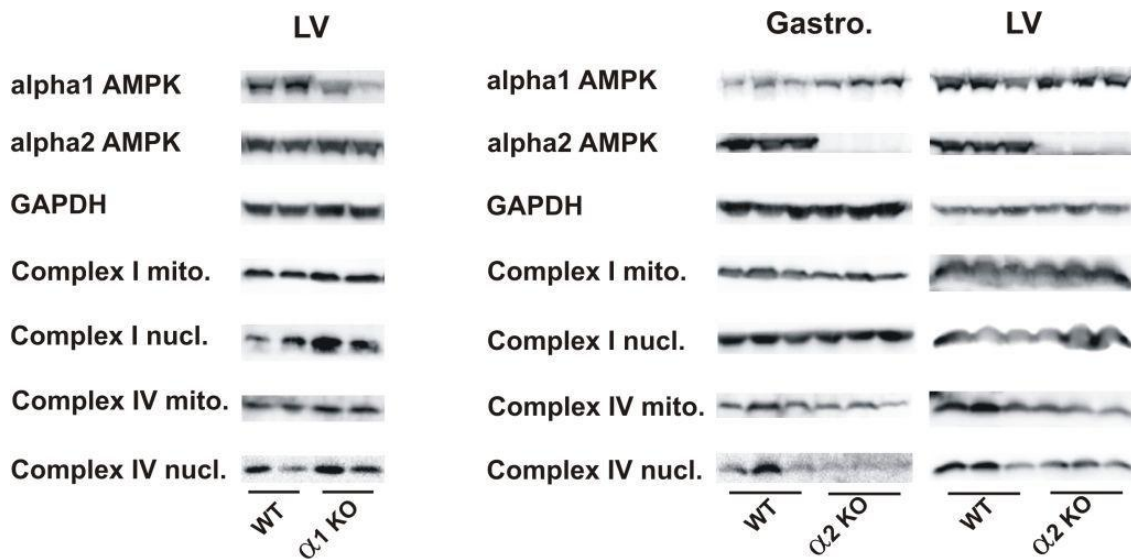 LV
alpha1 AMPK
alpha2 AMPK
GAPDH
Complex I mito.
Complex I nucl.
Complex IV mito.
Complex IV nucl.
WT
α1 KO
Gastro.
LV
alpha1 AMPK
alpha2 AMPK
GAPDH
Complex I mito.
Complex I nucl.
Complex IV mito.
Complex IV nucl.
WT
α2 KO
WT
α2 KO